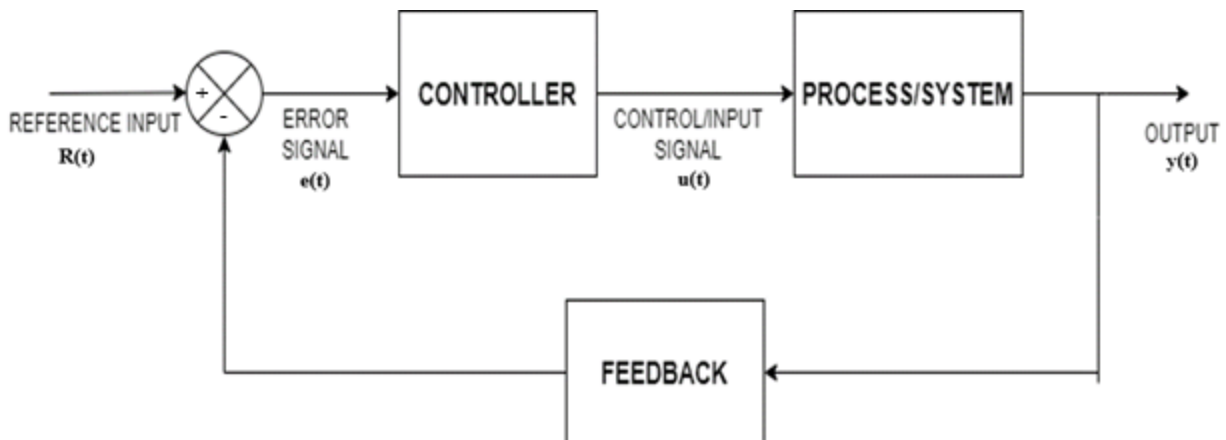 +
-
REFERENCE INPUT
R(t)
ERROR
SIGNAL
e(t)
CONTROLLER
CONTROL/INPUT
SIGNAL
u(t)
PROCESS/SYSTEM
OUTPUT
y(t)
FEEDBACK